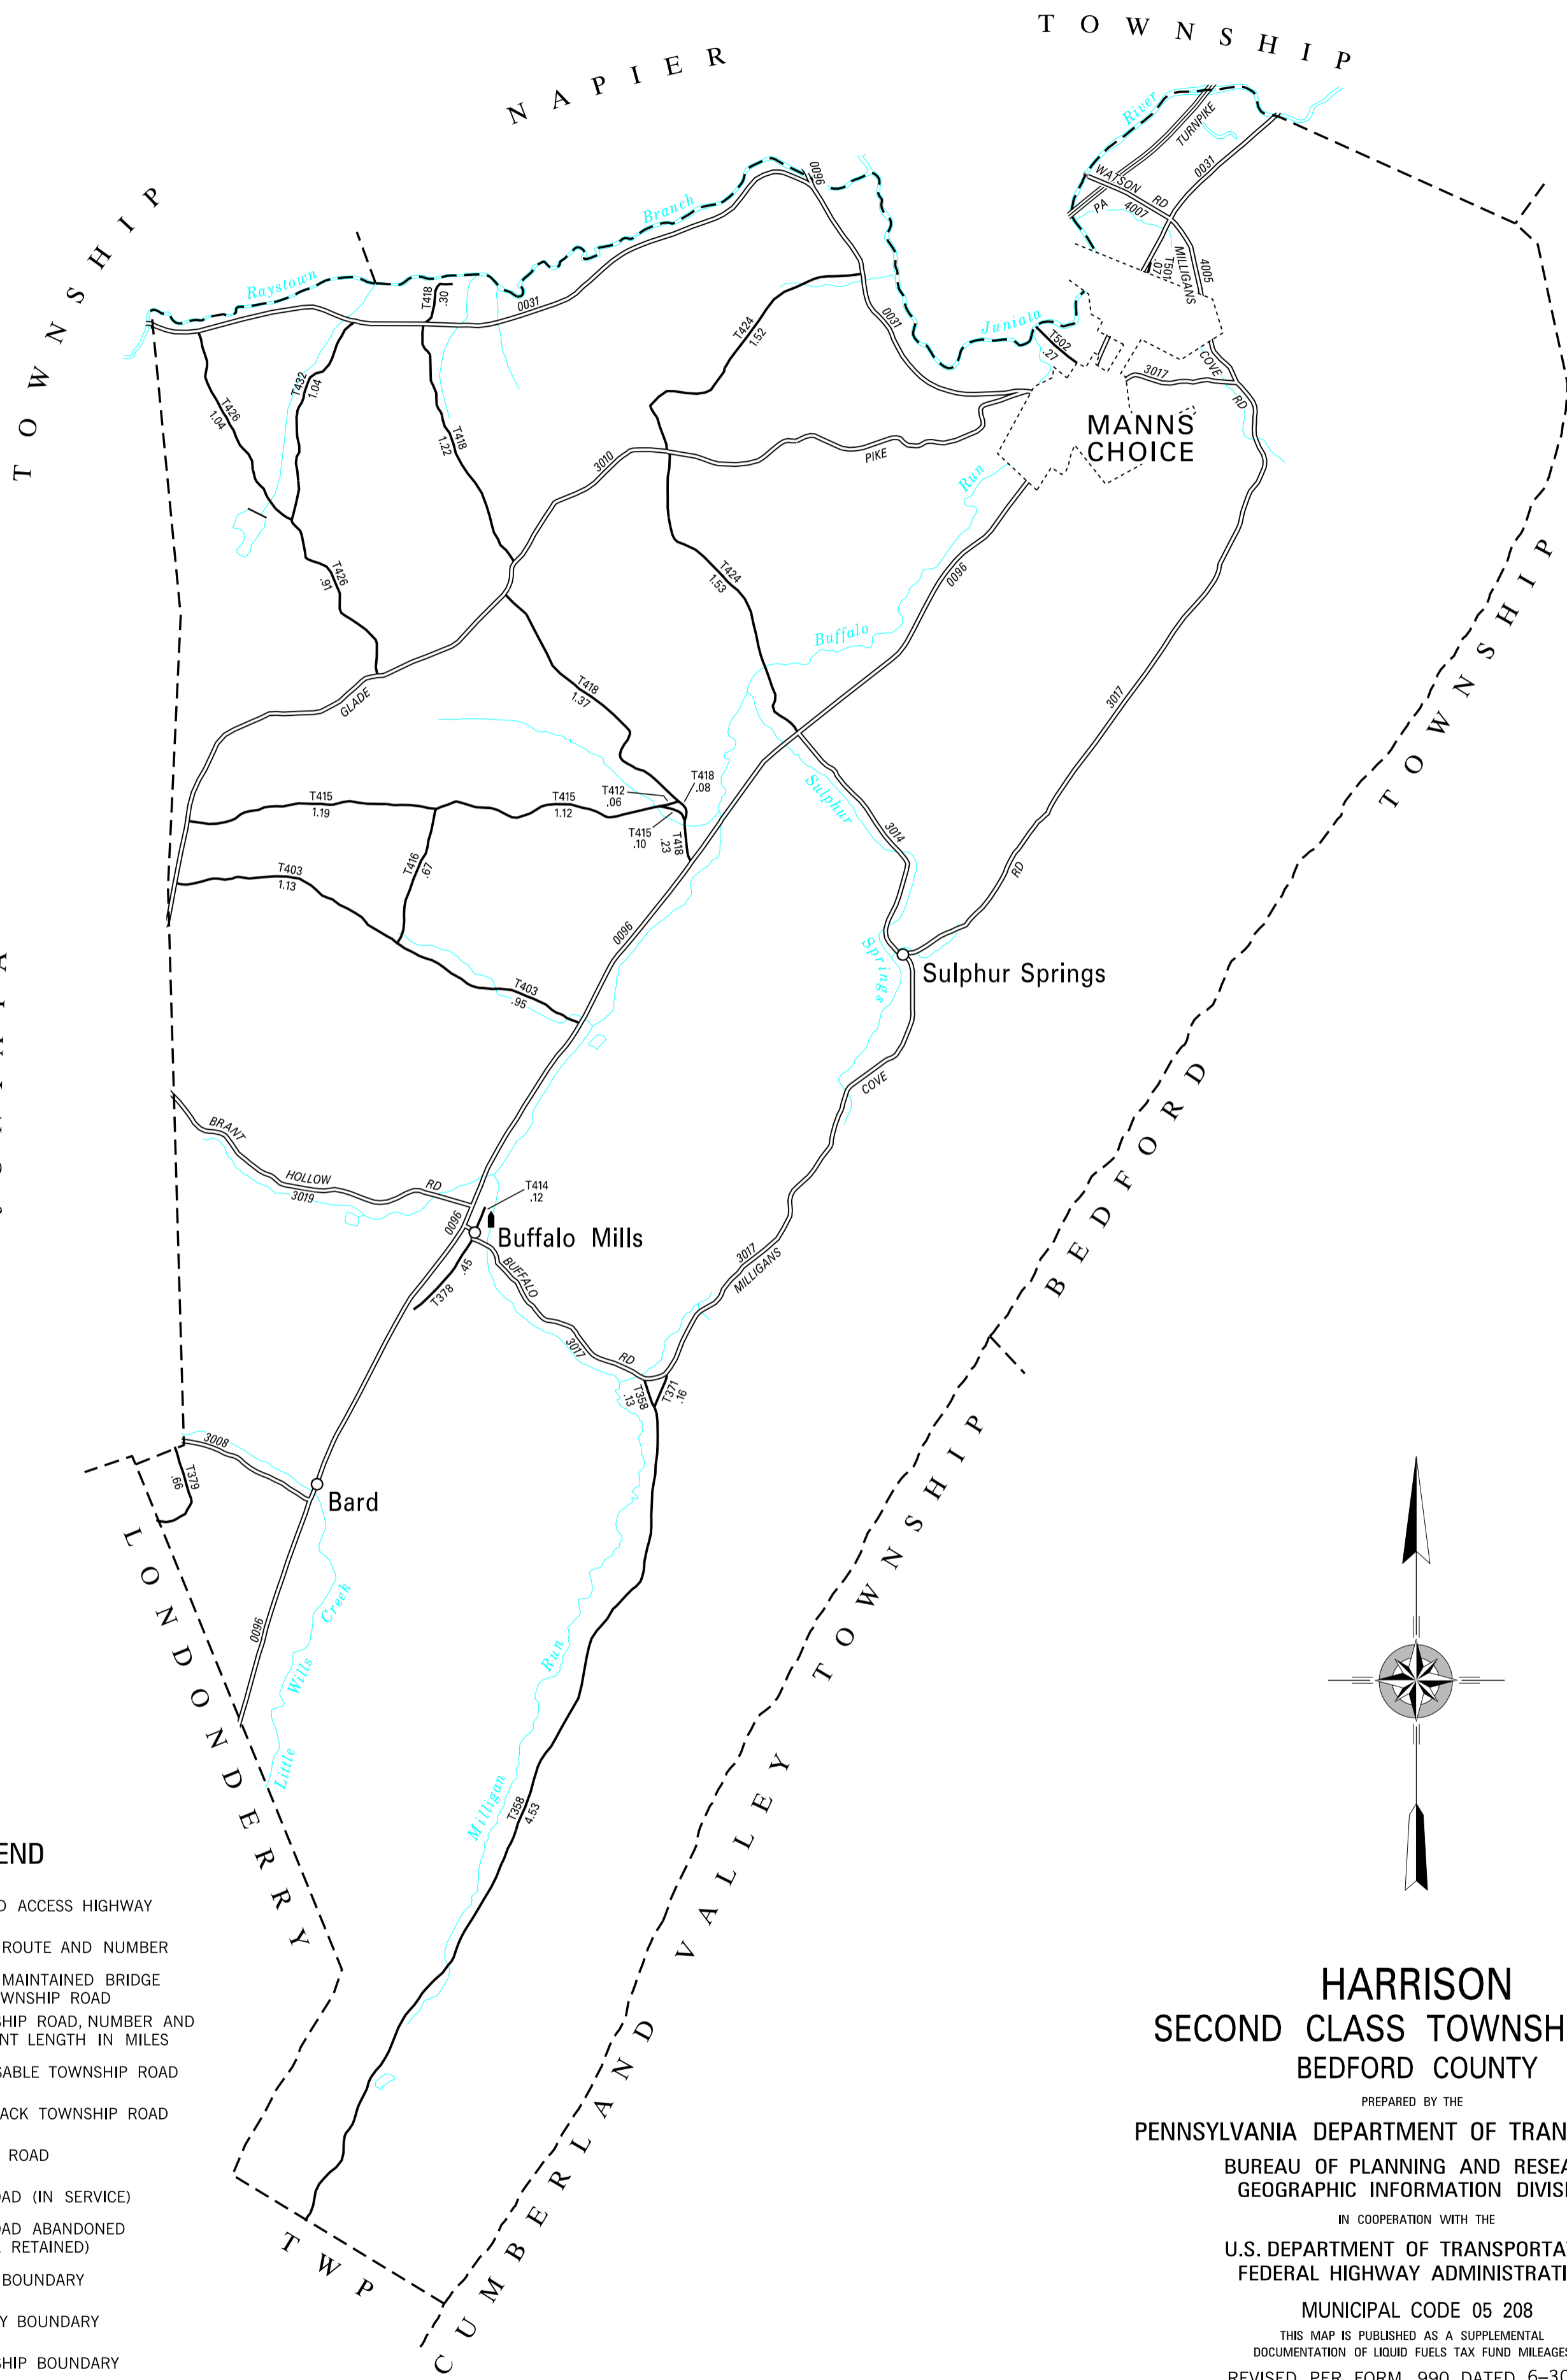 NAPIER TOWNSHIP
TOWNSHIP
River
TURNPIKE
WATSON RD
PA
4007
0031
MILLIGANS
4005
T501
.07
0096
Branch
Raystown
T418
.30
0031
0031
Juniata
T502
.27
COVE RD
3017
T424
1.52
T432
1.04
T426
1.04
T418
1.22
MANNS
CHOICE
3010
PIKE
Run
T424
1.53
0096
T426
.91
Buffalo
T418
1.37
GLADE
3017
TOWNSHIP
T418
.08
T412
.06
T415
1.19
T415
1.12
T415
.10
T418
.23
Sulphur
3014
T416
.67
T403
1.13
RD
0096
Springs
Sulphur Springs
T403
.95
COVE
BEDFORD
BRANT
HOLLOW
RD
3019
T414
.12
0096
Buffalo Mills
BUFFALO
3017
MILLIGANS
T378
.45
3017
RD
T358
.13
T371
.16
3008
T379
.66
Bard
TOWNSHIP
LONDONDERRY
0096
Creek
Wills
Little
Run
Milligan
T358
4.53
VALLEY
CUMBERLAND
TWP
END
ACCESS HIGHWAY
ROUTE AND NUMBER
MAINTAINED BRIDGE
WNSHIP ROAD
SHIP ROAD, NUMBER AND
NT LENGTH IN MILES
SABLE TOWNSHIP ROAD
ACK TOWNSHIP ROAD
ROAD
AD (IN SERVICE)
AD ABANDONED
RETAINED)
BOUNDARY
Y BOUNDARY
SHIP BOUNDARY
HARRISON
SECOND CLASS TOWNSH
BEDFORD COUNTY
PREPARED BY THE
PENNSYLVANIA DEPARTMENT OF TRAN
BUREAU OF PLANNING AND RESEA
GEOGRAPHIC INFORMATION DIVIS
IN COOPERATION WITH THE
U.S. DEPARTMENT OF TRANSPORTA
FEDERAL HIGHWAY ADMINISTRATI
MUNICIPAL CODE 05 208
THIS MAP IS PUBLISHED AS A SUPPLEMENTAL
DOCUMENTATION OF LIQUID FUELS TAX FUND MILEAGES
REVISED PER FORM 990 DATED 6-30